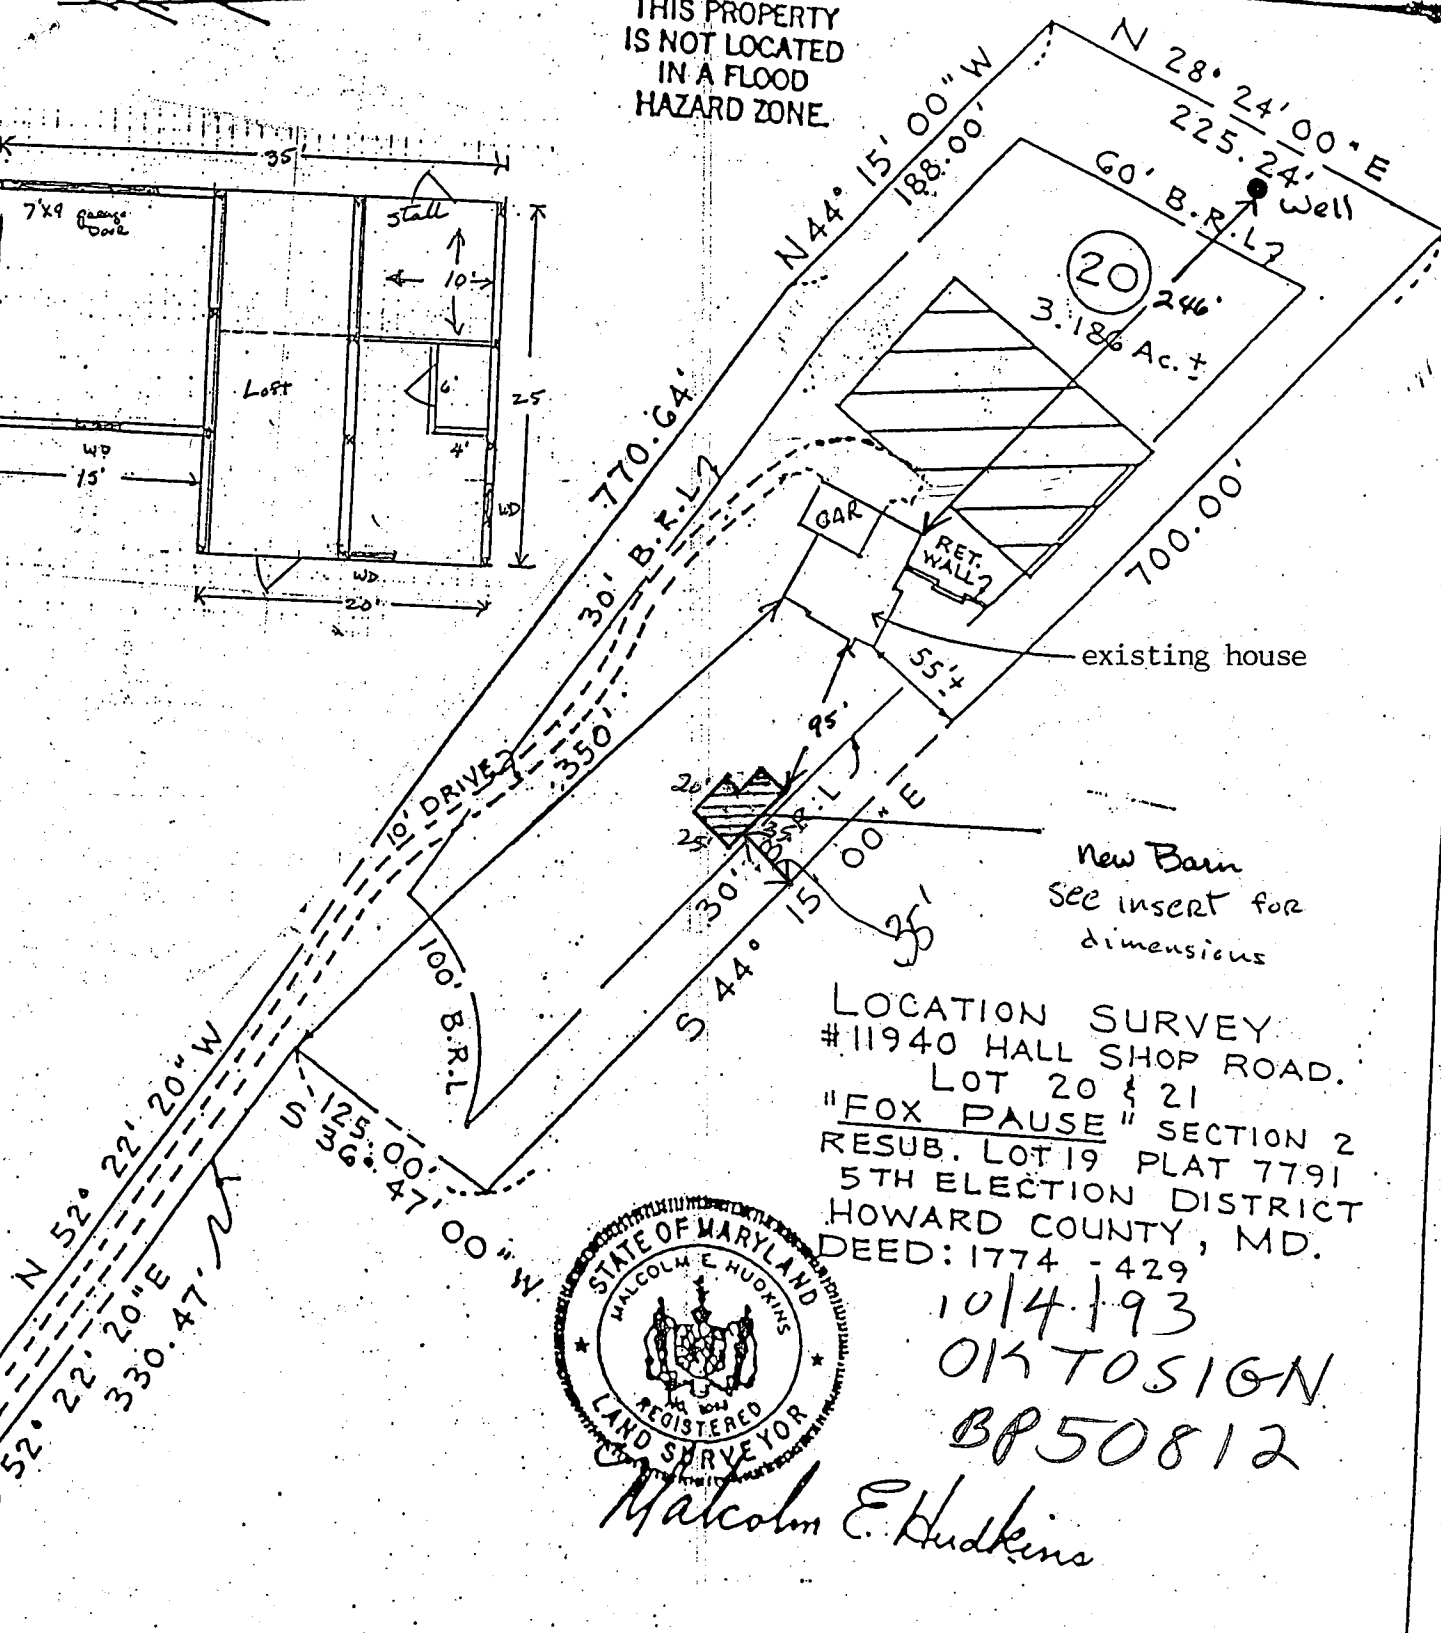 THIS PROPERTY
IS NOT LOCATED
IN A FLOOD
HAZARD ZONE.
N 28° 24' 00" E
225.24'
N 44° 15' 00" W
188.00'
60' B.R.L
Well
20
246'
3.186 Ac. ±
35'
7'x9 garage
Door
Stall
10'
Loft
6'
4'
25
WD
15'
WD
WD
20'
770.64'
30' B.R.L
GAR
RET.
WALL
700.00'
existing house
55'±
95'
350'
10' DRIVE
20'
25'
35
30' B.R.L
S 44° 15' 00" E
35'
new Barn
See insert for
dimensions
100' B.R.L
125.00'
S 36° 47' 00" W
N 52° 22' 20" W
52° 22' 20" E
330.47'
LOCATION SURVEY
#11940 HALL SHOP ROAD.
LOT 20 & 21
"FOX PAUSE" SECTION 2
RESUB. LOT 19 PLAT 7791
5TH ELECTION DISTRICT
HOWARD COUNTY, MD.
DEED: 1774 - 429
10/4/93
OK TO SIGN
BP50812
STATE OF MARYLAND
MALCOLM E. HUDKINS
REGISTERED
LAND SURVEYOR
Malcolm E. Hudkins